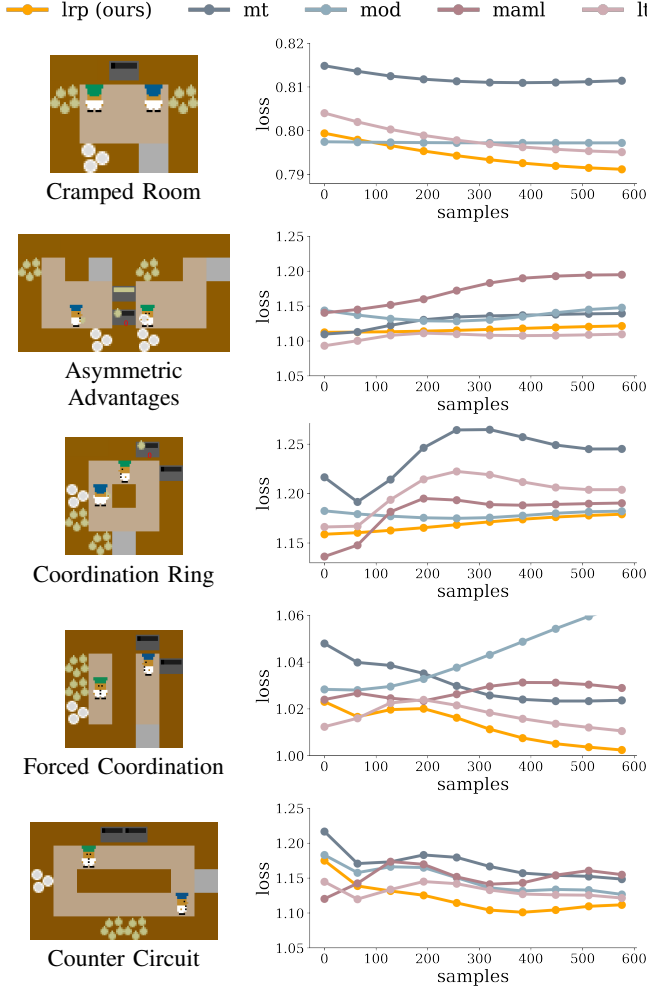 lrp (ours) mt mod maml
0.82
0.81
0.80
0.79
loss
0 100 200 300 400 500 600
samples
Cramped Room
1.25
1.20
1.15
1.10
1.05
loss
0 100 200 300 400 500 600
samples
Asymmetric
Advantages
1.25
1.20
1.15
loss
0 100 200 300 400 500 600
samples
Coordination Ring
1.06
1.04
1.02
1.00
loss
0 100 200 300 400 500 600
samples
Forced Coordination
1.25
1.20
1.15
1.10
1.05
loss
0 100 200 300 400 500 600
samples
Counter Circuit